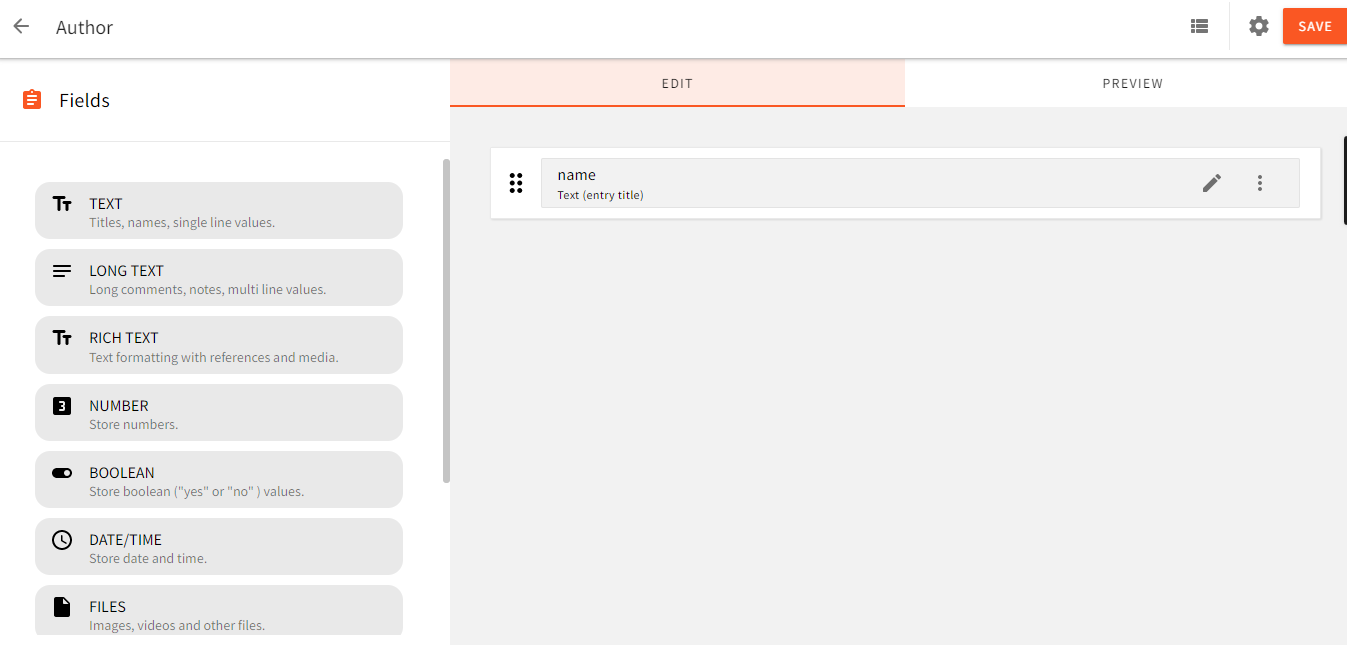 Author
SAVE
Fields
EDIT
PREVIEW
name
Text (entry title)
TEXT
Titles, names, single line values.
LONG TEXT
Long comments, notes, multi line values.
RICH TEXT
Text formatting with references and media.
NUMBER
Store numbers.
BOOLEAN
Store boolean ("yes" or "no" ) values.
DATE/TIME
Store date and time.
FILES
Images, videos and other files.